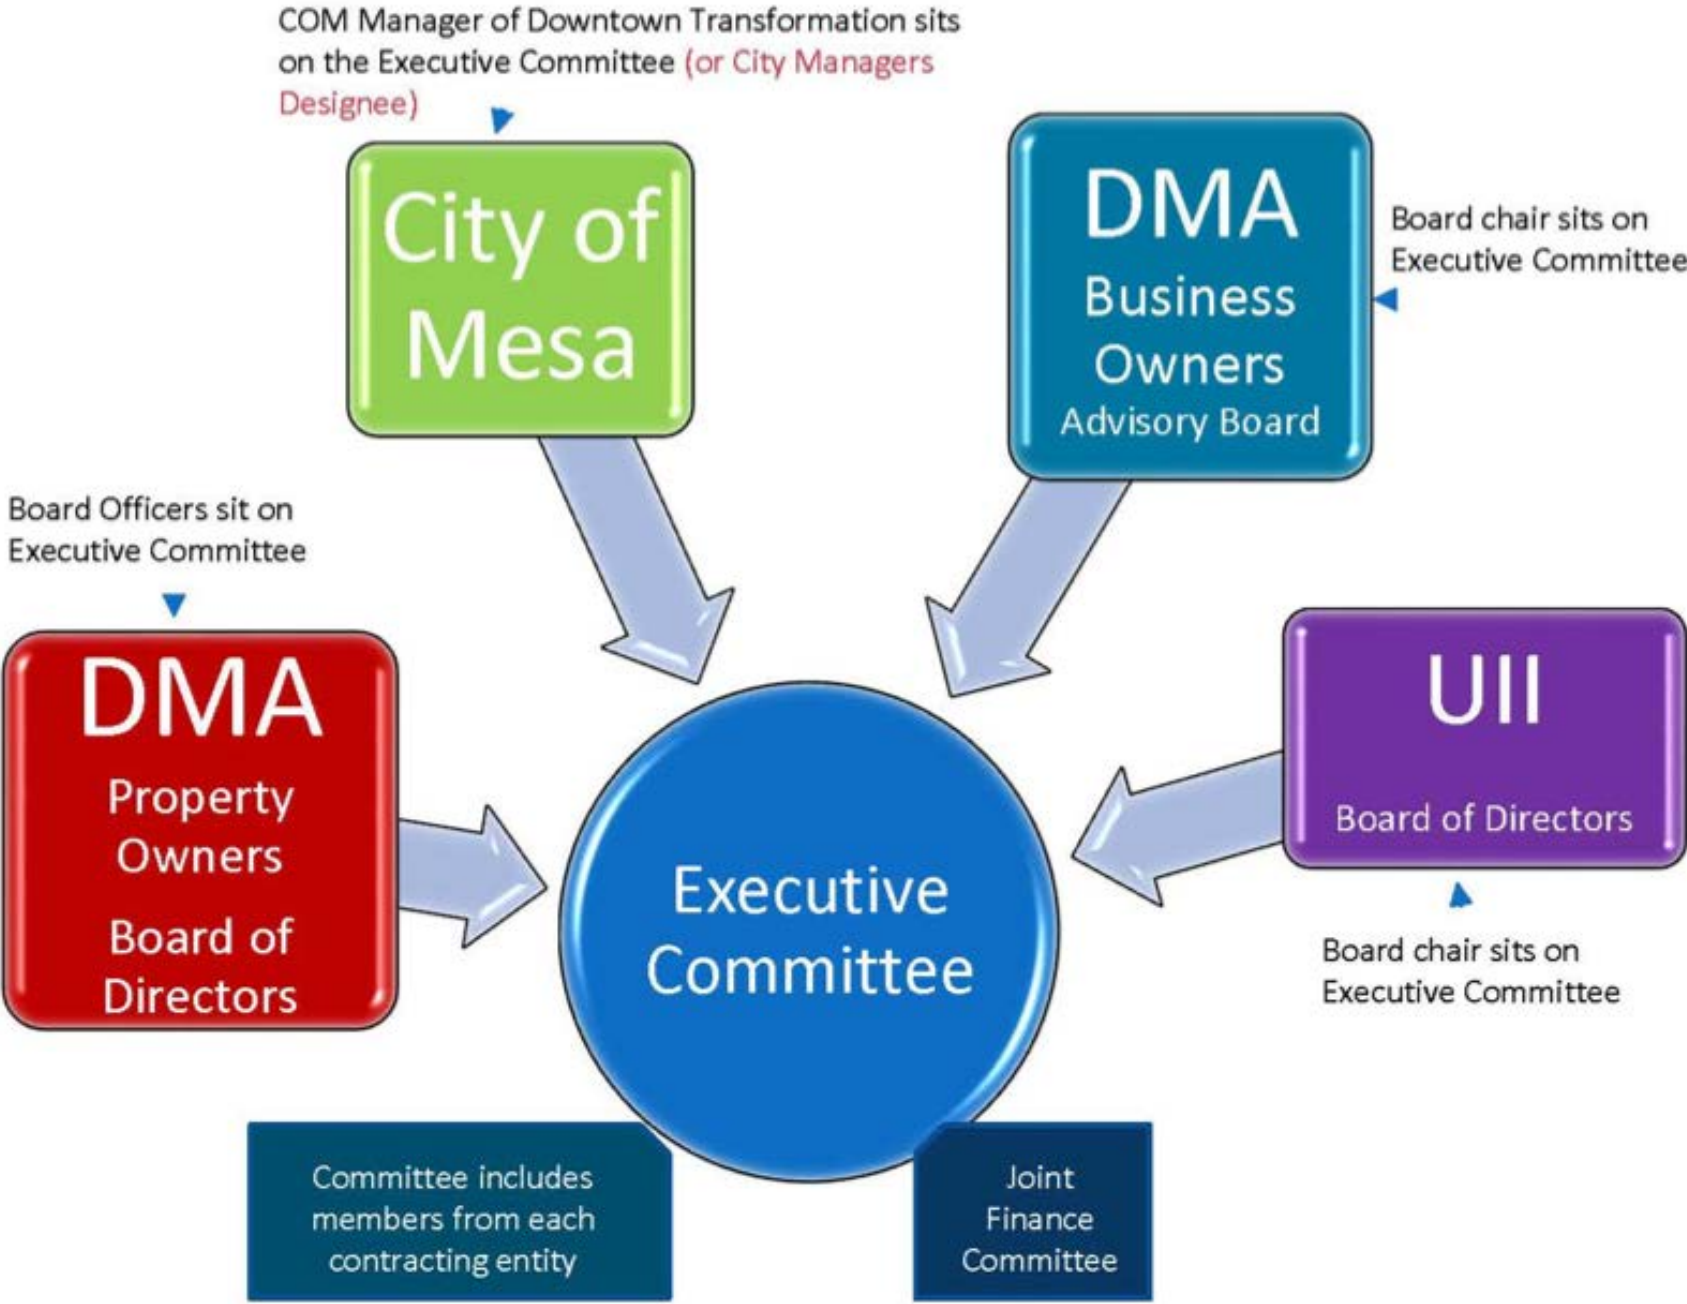 COM Manager of Downtown Transformation sits
on the Executive Committee (or City Managers
Designee)
City of
Mesa
DMA
Business
Owners
Advisory Board
Board chair sits on
Executive Committee
Board Officers sit on
Executive Committee
DMA
Property
Owners
Board of
Directors
UII
Board of Directors
Board chair sits on
Executive Committee
Executive
Committee
Committee includes
members from each
contracting entity
Joint
Finance
Committee